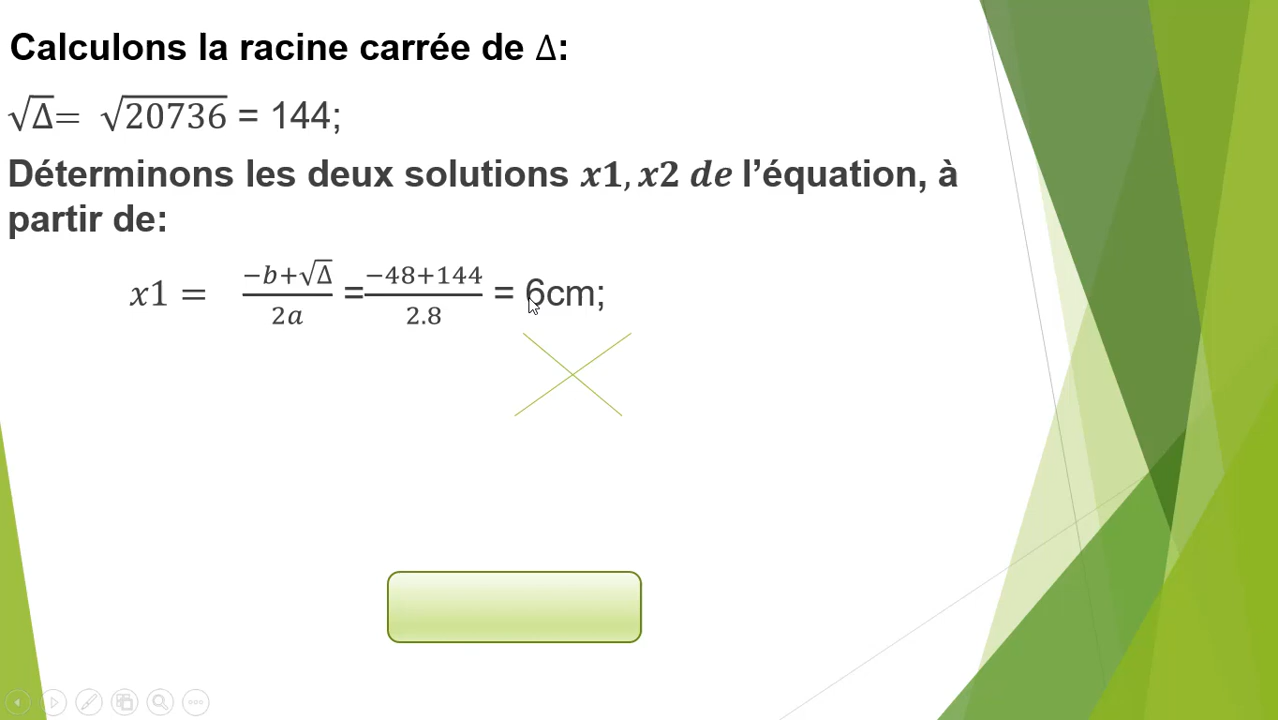 Calculons la racine carrée de Δ:
√Δ= √20736 = 144;
Déterminons les deux solutions x1, x2 de l’équation, à
partir de:
x1 = (−b+√Δ)/2a =(−48+144)/2.8 = 6cm;